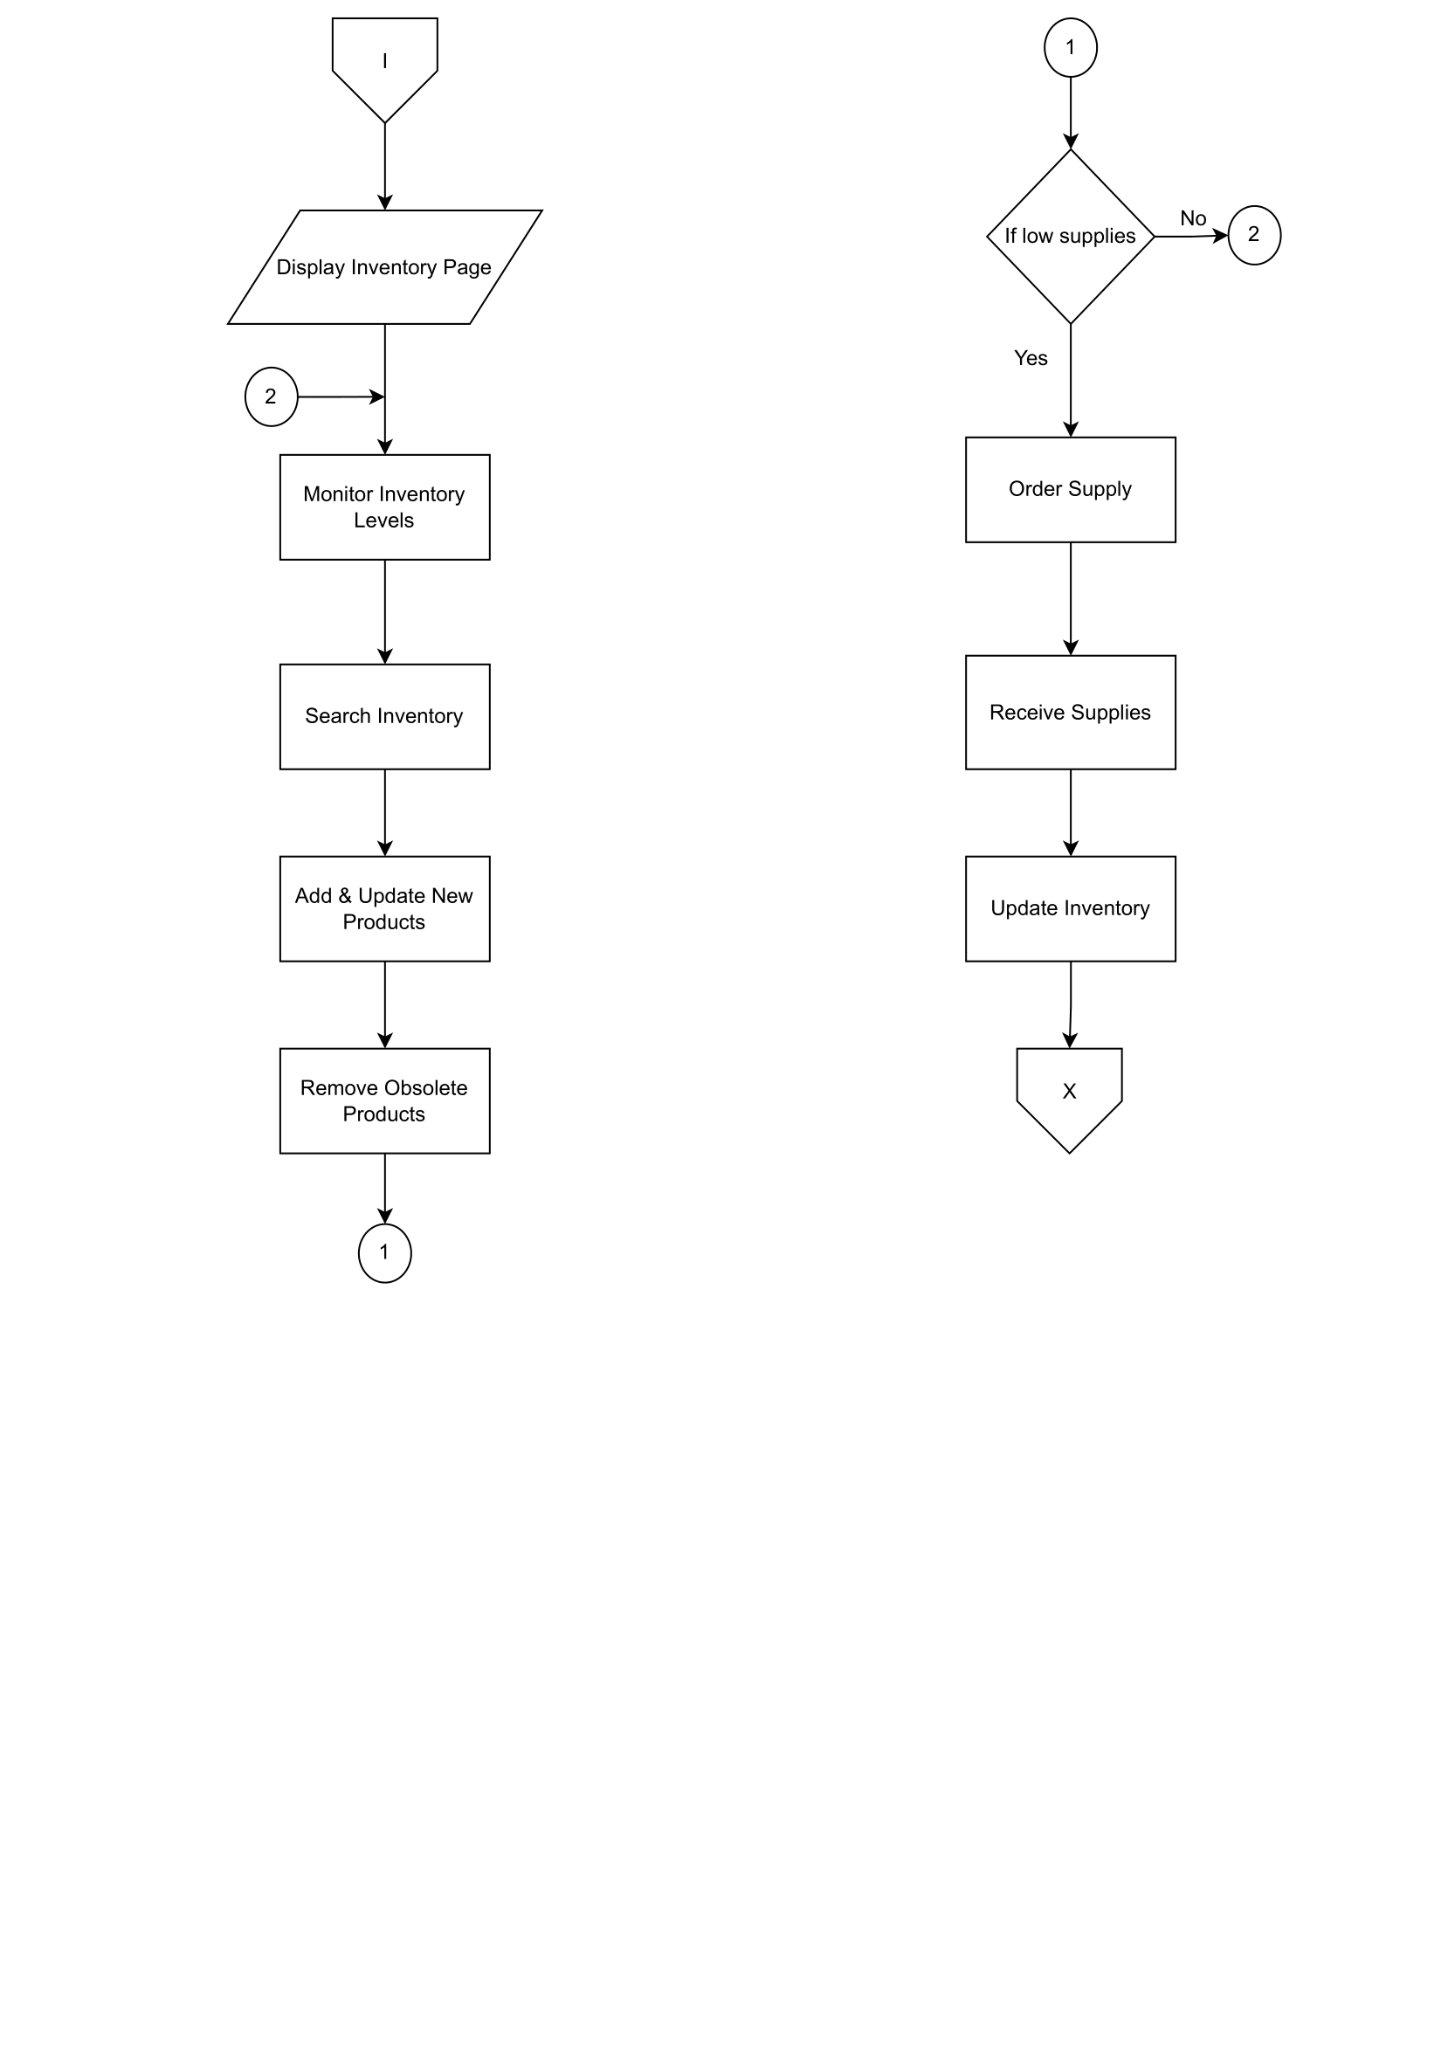 I
Display Inventory Page
2
Monitor Inventory
Levels
Search Inventory
Add & Update New
Products
Remove Obsolete
Products
1
1
If low supplies
No
2
Yes
Order Supply
Receive Supplies
Update Inventory
X